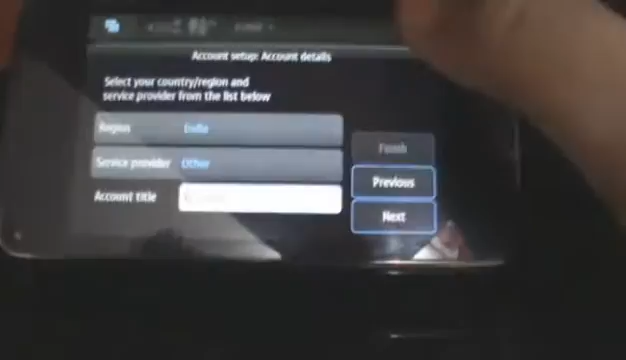 Account setup: Account details
Select your country/region and
service provider from the list below
Region India
Service provider Other
Account title
Finish
Previous
Next